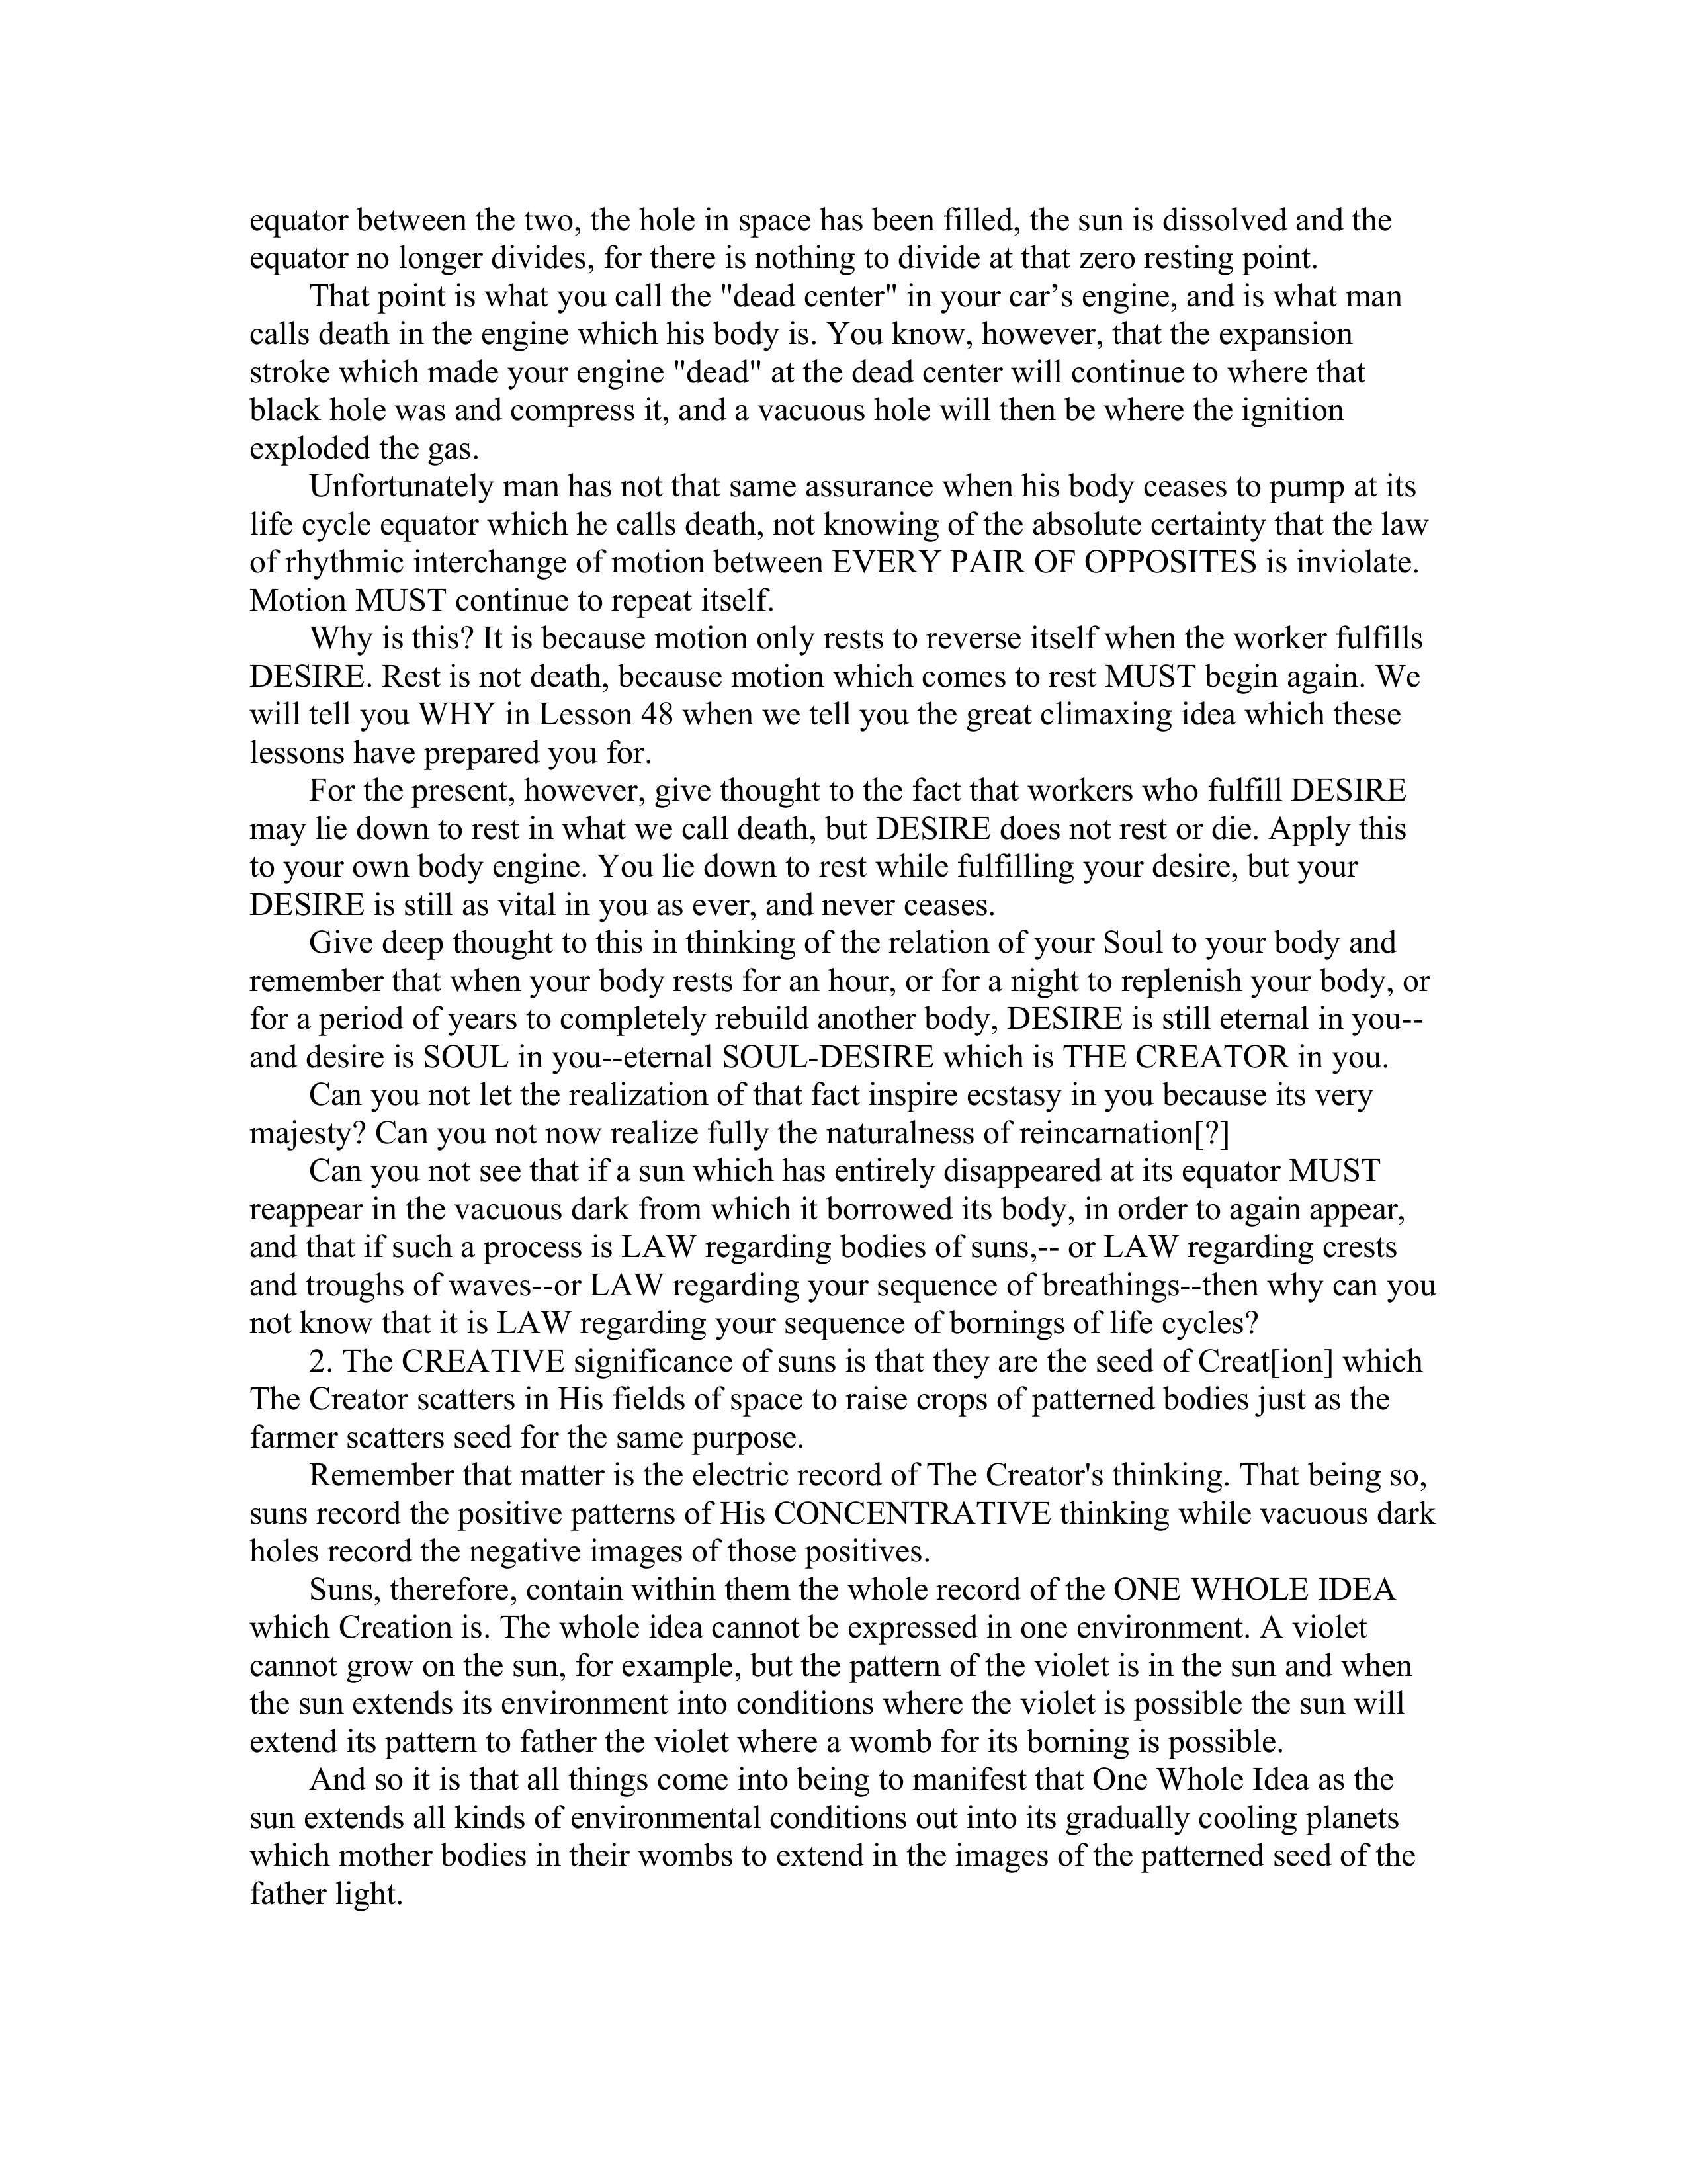 equator between the two, the hole in space has been filled, the sun is dissolved and the
equator no longer divides, for there is nothing to divide at that zero resting point.
That point is what you call the "dead center" in your car’s engine, and is what man
calls death in the engine which his body is. You know, however, that the expansion
stroke which made your engine "dead" at the dead center will continue to where that
black hole was and compress it, and a vacuous hole will then be where the ignition
exploded the gas.
Unfortunately man has not that same assurance when his body ceases to pump at its
life cycle equator which he calls death, not knowing of the absolute certainty that the law
of rhythmic interchange of motion between EVERY PAIR OF OPPOSITES is inviolate.
Motion MUST continue to repeat itself.
Why is this? It is because motion only rests to reverse itself when the worker fulfills
DESIRE. Rest is not death, because motion which comes to rest MUST begin again. We
will tell you WHY in Lesson 48 when we tell you the great climaxing idea which these
lessons have prepared you for.
For the present, however, give thought to the fact that workers who fulfill DESIRE
may lie down to rest in what we call death, but DESIRE does not rest or die. Apply this
to your own body engine. You lie down to rest while fulfilling your desire, but your
DESIRE is still as vital in you as ever, and never ceases.
Give deep thought to this in thinking of the relation of your Soul to your body and
remember that when your body rests for an hour, or for a night to replenish your body, or
for a period of years to completely rebuild another body, DESIRE is still eternal in you--
and desire is SOUL in you--eternal SOUL-DESIRE which is THE CREATOR in you.
Can you not let the realization of that fact inspire ecstasy in you because its very
majesty? Can you not now realize fully the naturalness of reincarnation[?]
Can you not see that if a sun which has entirely disappeared at its equator MUST
reappear in the vacuous dark from which it borrowed its body, in order to again appear,
and that if such a process is LAW regarding bodies of suns,-- or LAW regarding crests
and troughs of waves--or LAW regarding your sequence of breathings--then why can you
not know that it is LAW regarding your sequence of bornings of life cycles?
2. The CREATIVE significance of suns is that they are the seed of Creat[ion] which
The Creator scatters in His fields of space to raise crops of patterned bodies just as the
farmer scatters seed for the same purpose.
Remember that matter is the electric record of The Creator's thinking. That being so,
suns record the positive patterns of His CONCENTRATIVE thinking while vacuous dark
holes record the negative images of those positives.
Suns, therefore, contain within them the whole record of the ONE WHOLE IDEA
which Creation is. The whole idea cannot be expressed in one environment. A violet
cannot grow on the sun, for example, but the pattern of the violet is in the sun and when
the sun extends its environment into conditions where the violet is possible the sun will
extend its pattern to father the violet where a womb for its borning is possible.
And so it is that all things come into being to manifest that One Whole Idea as the
sun extends all kinds of environmental conditions out into its gradually cooling planets
which mother bodies in their wombs to extend in the images of the patterned seed of the
father light.